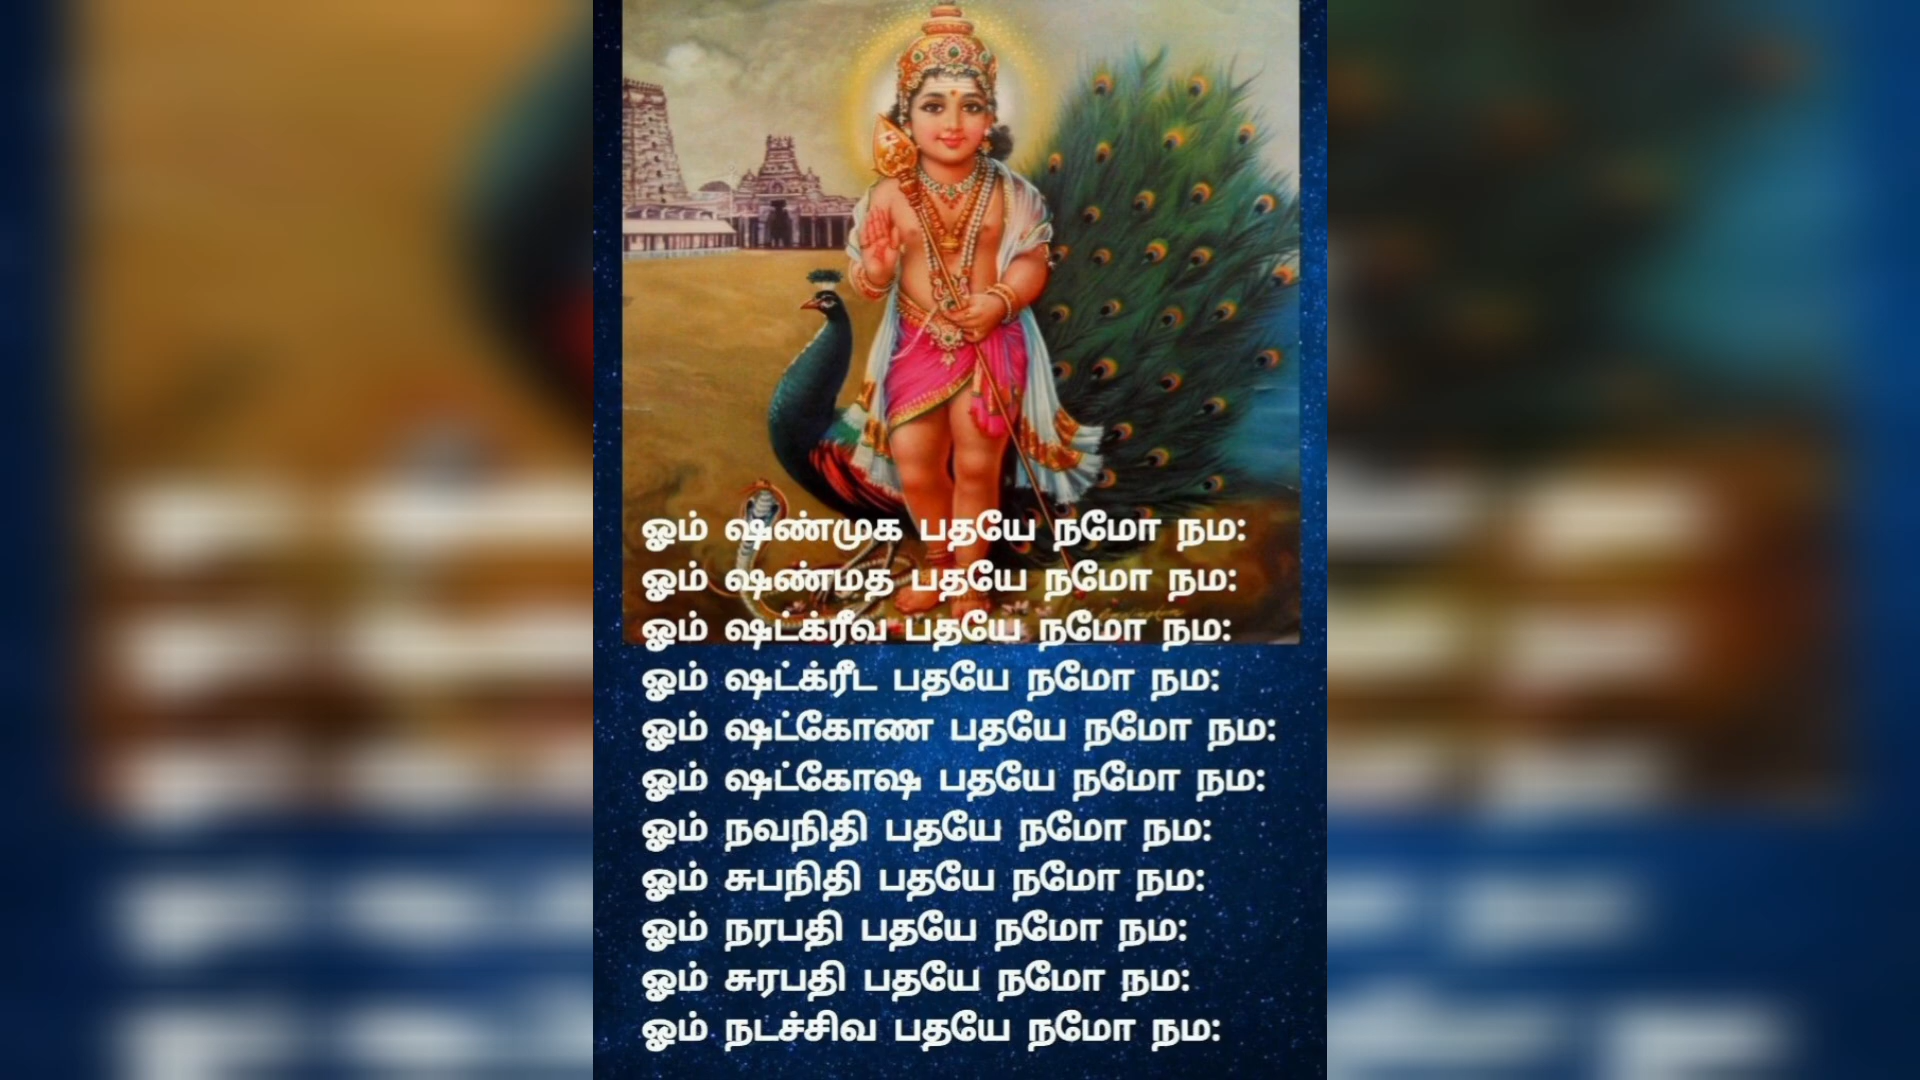 ஓம் ஷண்முக பதயே நமோ நம:
ஓம் ஷண்மத பதயே நமோ நம:
ஓம் ஷட்க்ரீவ பதயே நமோ நம:
ஓம் ஷட்க்ரீட பதயே நமோ நம:
ஓம் ஷட்கோண பதயே நமோ நம:
ஓம் ஷட்கோஷ பதயே நமோ நம:
ஓம் நவநிதி பதயே நமோ நம:
ஓம் சுபநிதி பதயே நமோ நம:
ஓம் நரபதி பதயே நமோ நம:
ஓம் சுரபதி பதயே நமோ நம:
ஓம் நடச்சிவ பதயே நமோ நம: